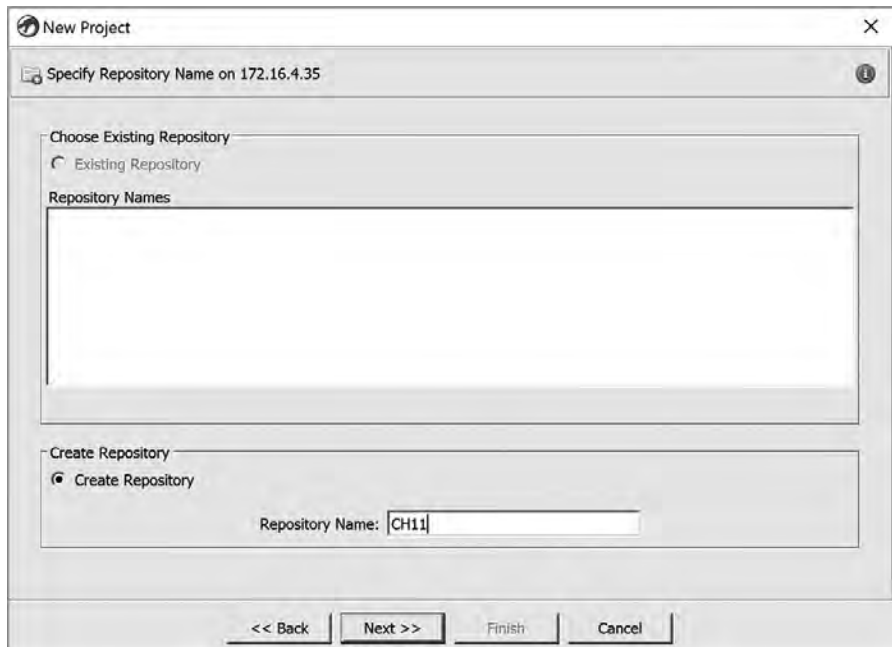 New Project
Specify Repository Name on 172.16.4.35
Choose Existing Repository
Existing Repository
Repository Names
Create Repository
Create Repository
Repository Name: CH11
<< Back Next >> Finish Cancel